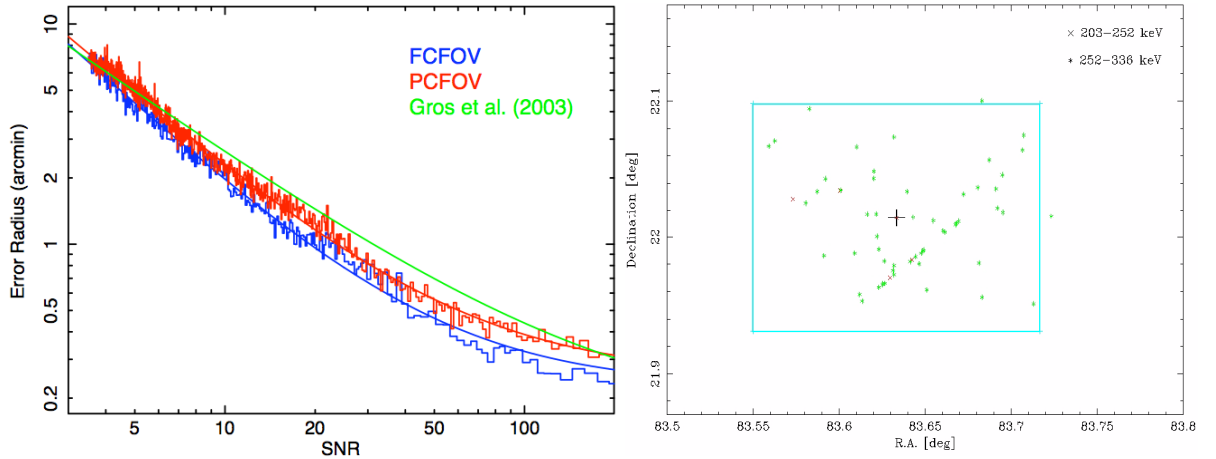 10
5
2
1
0.5
0.2
Error Radius (arcmin)
FCFOV
PCFOV
Gros et al. (2003)
5
10
20
50
100
SNR
× 203−252 keV
* 252−336 keV
22.1
22
21.9
Declination [deg]
83.5
83.55
83.6
83.65
83.7
83.75
83.8
R.A. [deg]